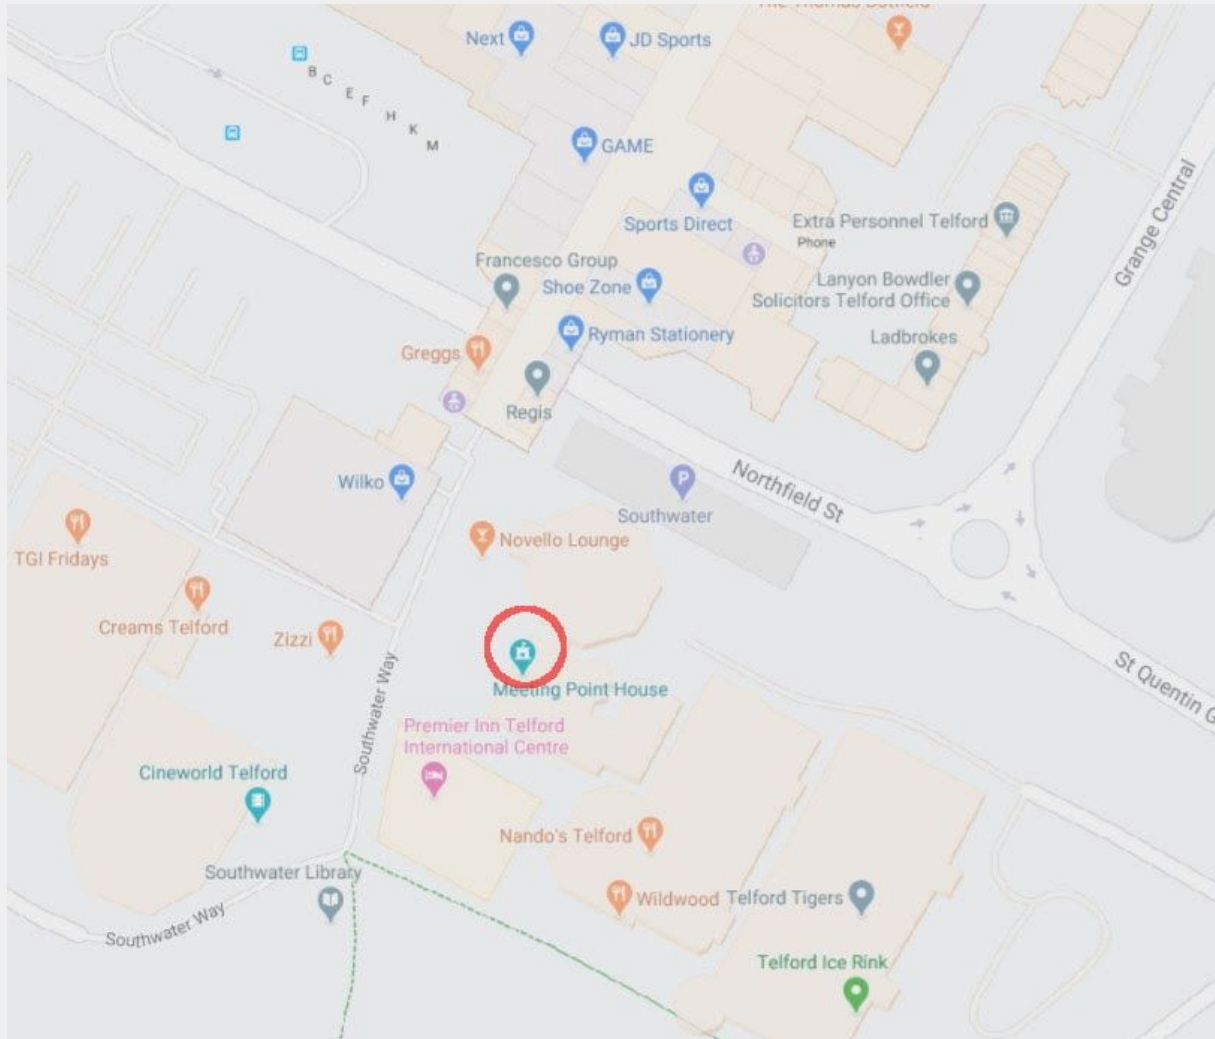 The Thomas Botfield
Next
JD Sports
B
C
E
F
H
K
M
GAME
Grange Central
Sports Direct
Extra Personnel Telford
Phone
Francesco Group
Shoe Zone
Lanyon Bowdler
Solicitors Telford Office
Ryman Stationery
Ladbrokes
Greggs
Regis
Wilko
P
Northfield St
Southwater
Novello Lounge
TGI Fridays
Creams Telford
Zizzi
St Quentin G
Meeting Point House
Southwater Way
Premier Inn Telford
International Centre
Cineworld Telford
Nando's Telford
Southwater Library
Wildwood
Telford Tigers
Southwater Way
Telford Ice Rink